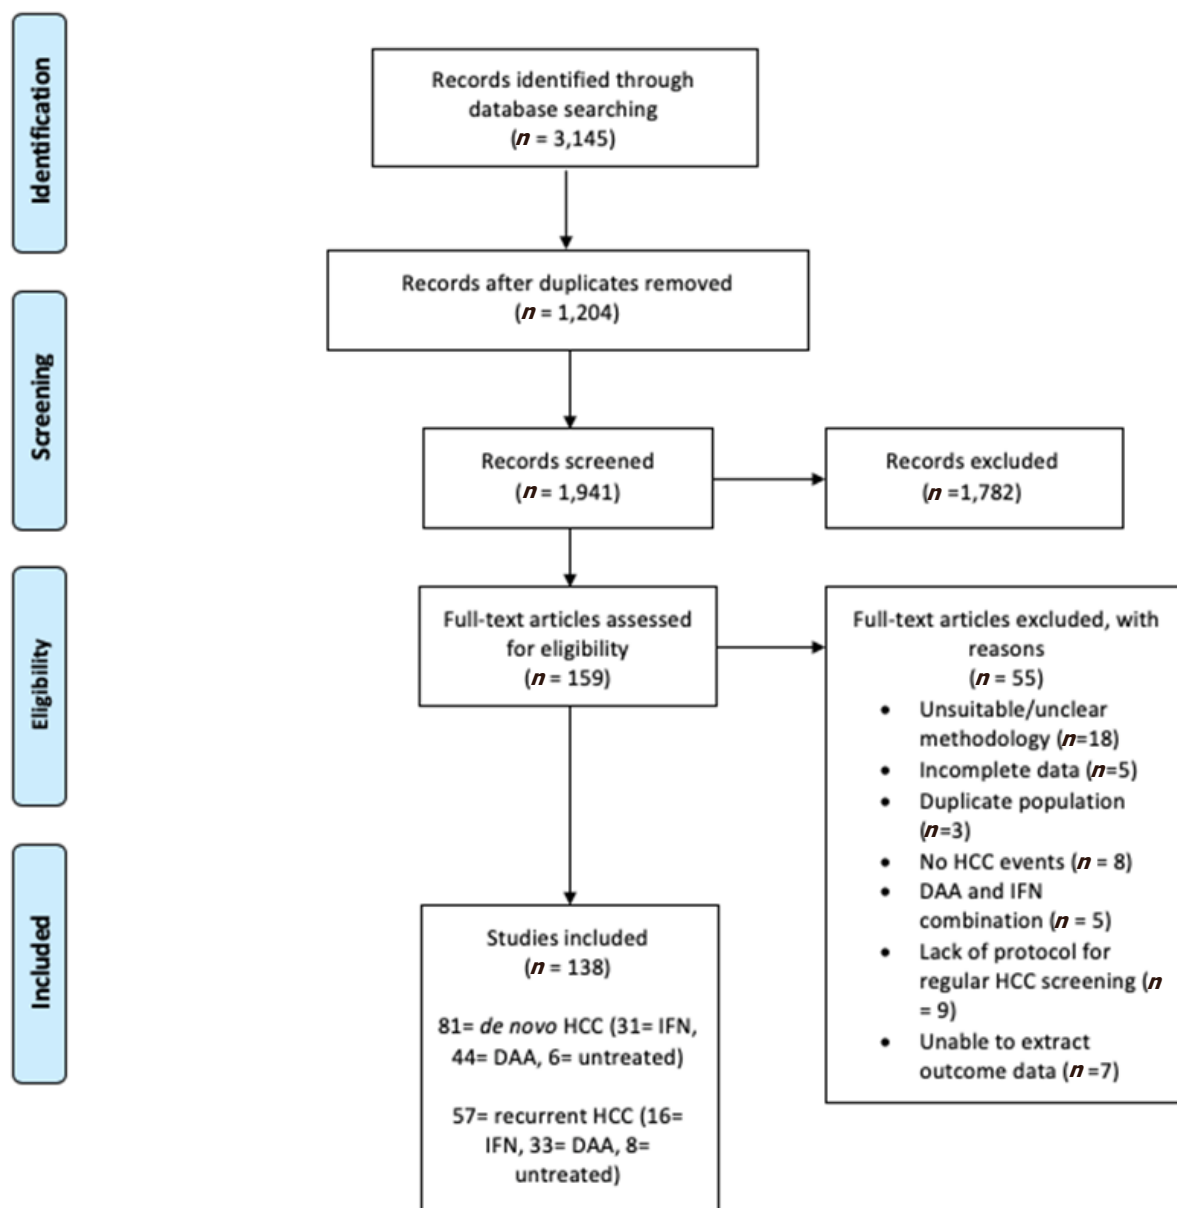 Identification
Records identified through
database searching
(n = 3,145)
Records after duplicates removed
(n = 1,204)
Screening
Records screened
(n = 1,941)
Records excluded
(n =1,782)
Eligibility
Full-text articles assessed
for eligibility
(n = 159)
Full-text articles excluded, with
reasons
(n = 55)
• Unsuitable/unclear
methodology (n=18)
• Incomplete data (n=5)
• Duplicate population
(n=3)
• No HCC events (n = 8)
• DAA and IFN
combination (n = 5)
• Lack of protocol for
regular HCC screening (n
= 9)
• Unable to extract
outcome data (n =7)
Included
Studies included
(n = 138)
81= de novo HCC (31= IFN,
44= DAA, 6= untreated)
57= recurrent HCC (16=
IFN, 33= DAA, 8=
untreated)